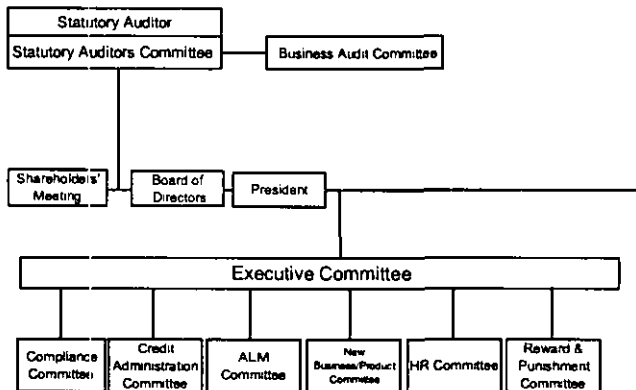 Statutory Auditor
Statutory Auditors Committee
Business Audit Committee
Shareholders'
Meeting
Board of
Directors
President
Executive Committee
Compliance
Committee
Credit
Administration
Committee
ALM
Committee
New
Business/Product
Committee
HR Committee
Reward &
Punishment
Committee